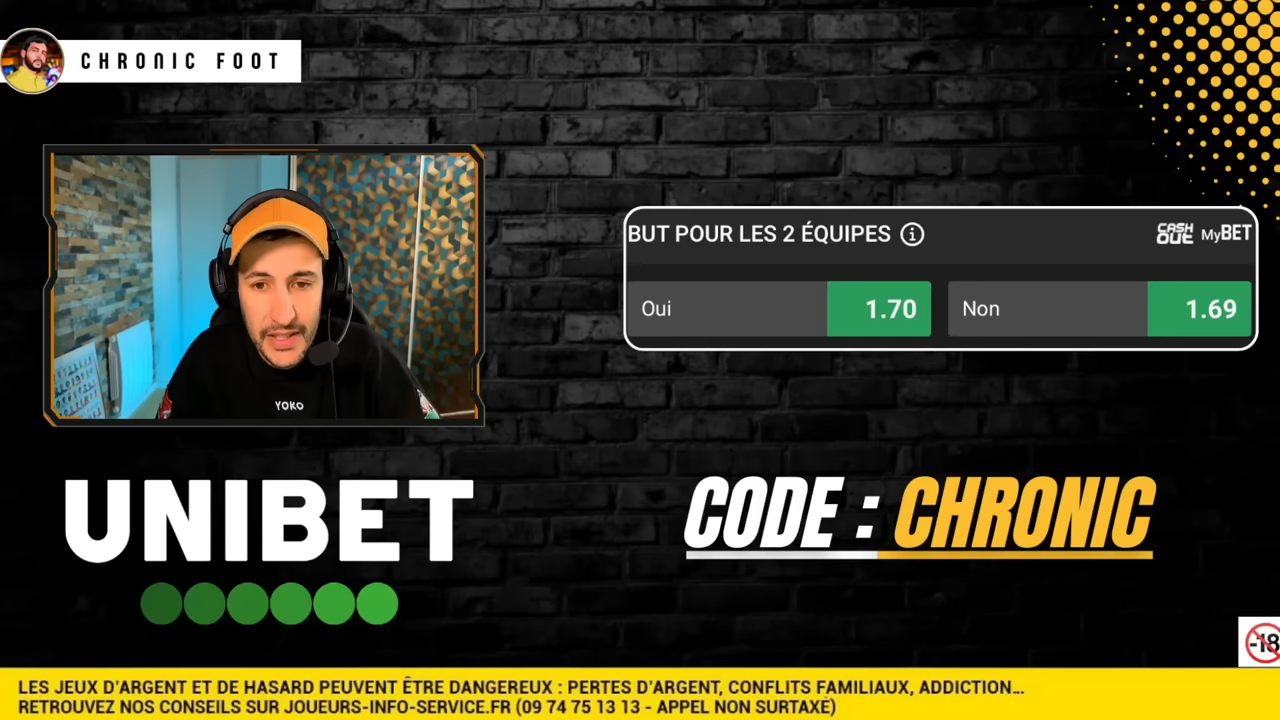 CHRONIC FOOT
BUT POUR LES 2 ÉQUIPES
CASH OUT MyBET
Oui 1.70 Non 1.69
YOKO
UNIBET
CODE : CHRONIC
-18
LES JEUX D'ARGENT ET DE HASARD PEUVENT ÊTRE DANGEREUX : PERTES D'ARGENT, CONFLITS FAMILIAUX, ADDICTION...
RETROUVEZ NOS CONSEILS SUR JOUEURS-INFO-SERVICE.FR (09 74 75 13 13 - APPEL NON SURTAXÉ)